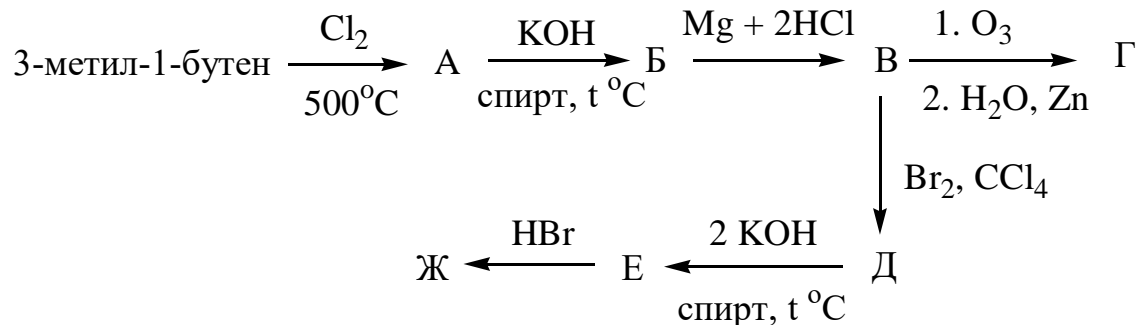 3-метил-1-бутен
Cl2
500°C
А
KOH
спирт, t °C
Б
Mg + 2HCl
В
1. O3
2. H2O, Zn
Г
Br2, CCl4
Д
2 KOH
спирт, t °C
Е
HBr
Ж